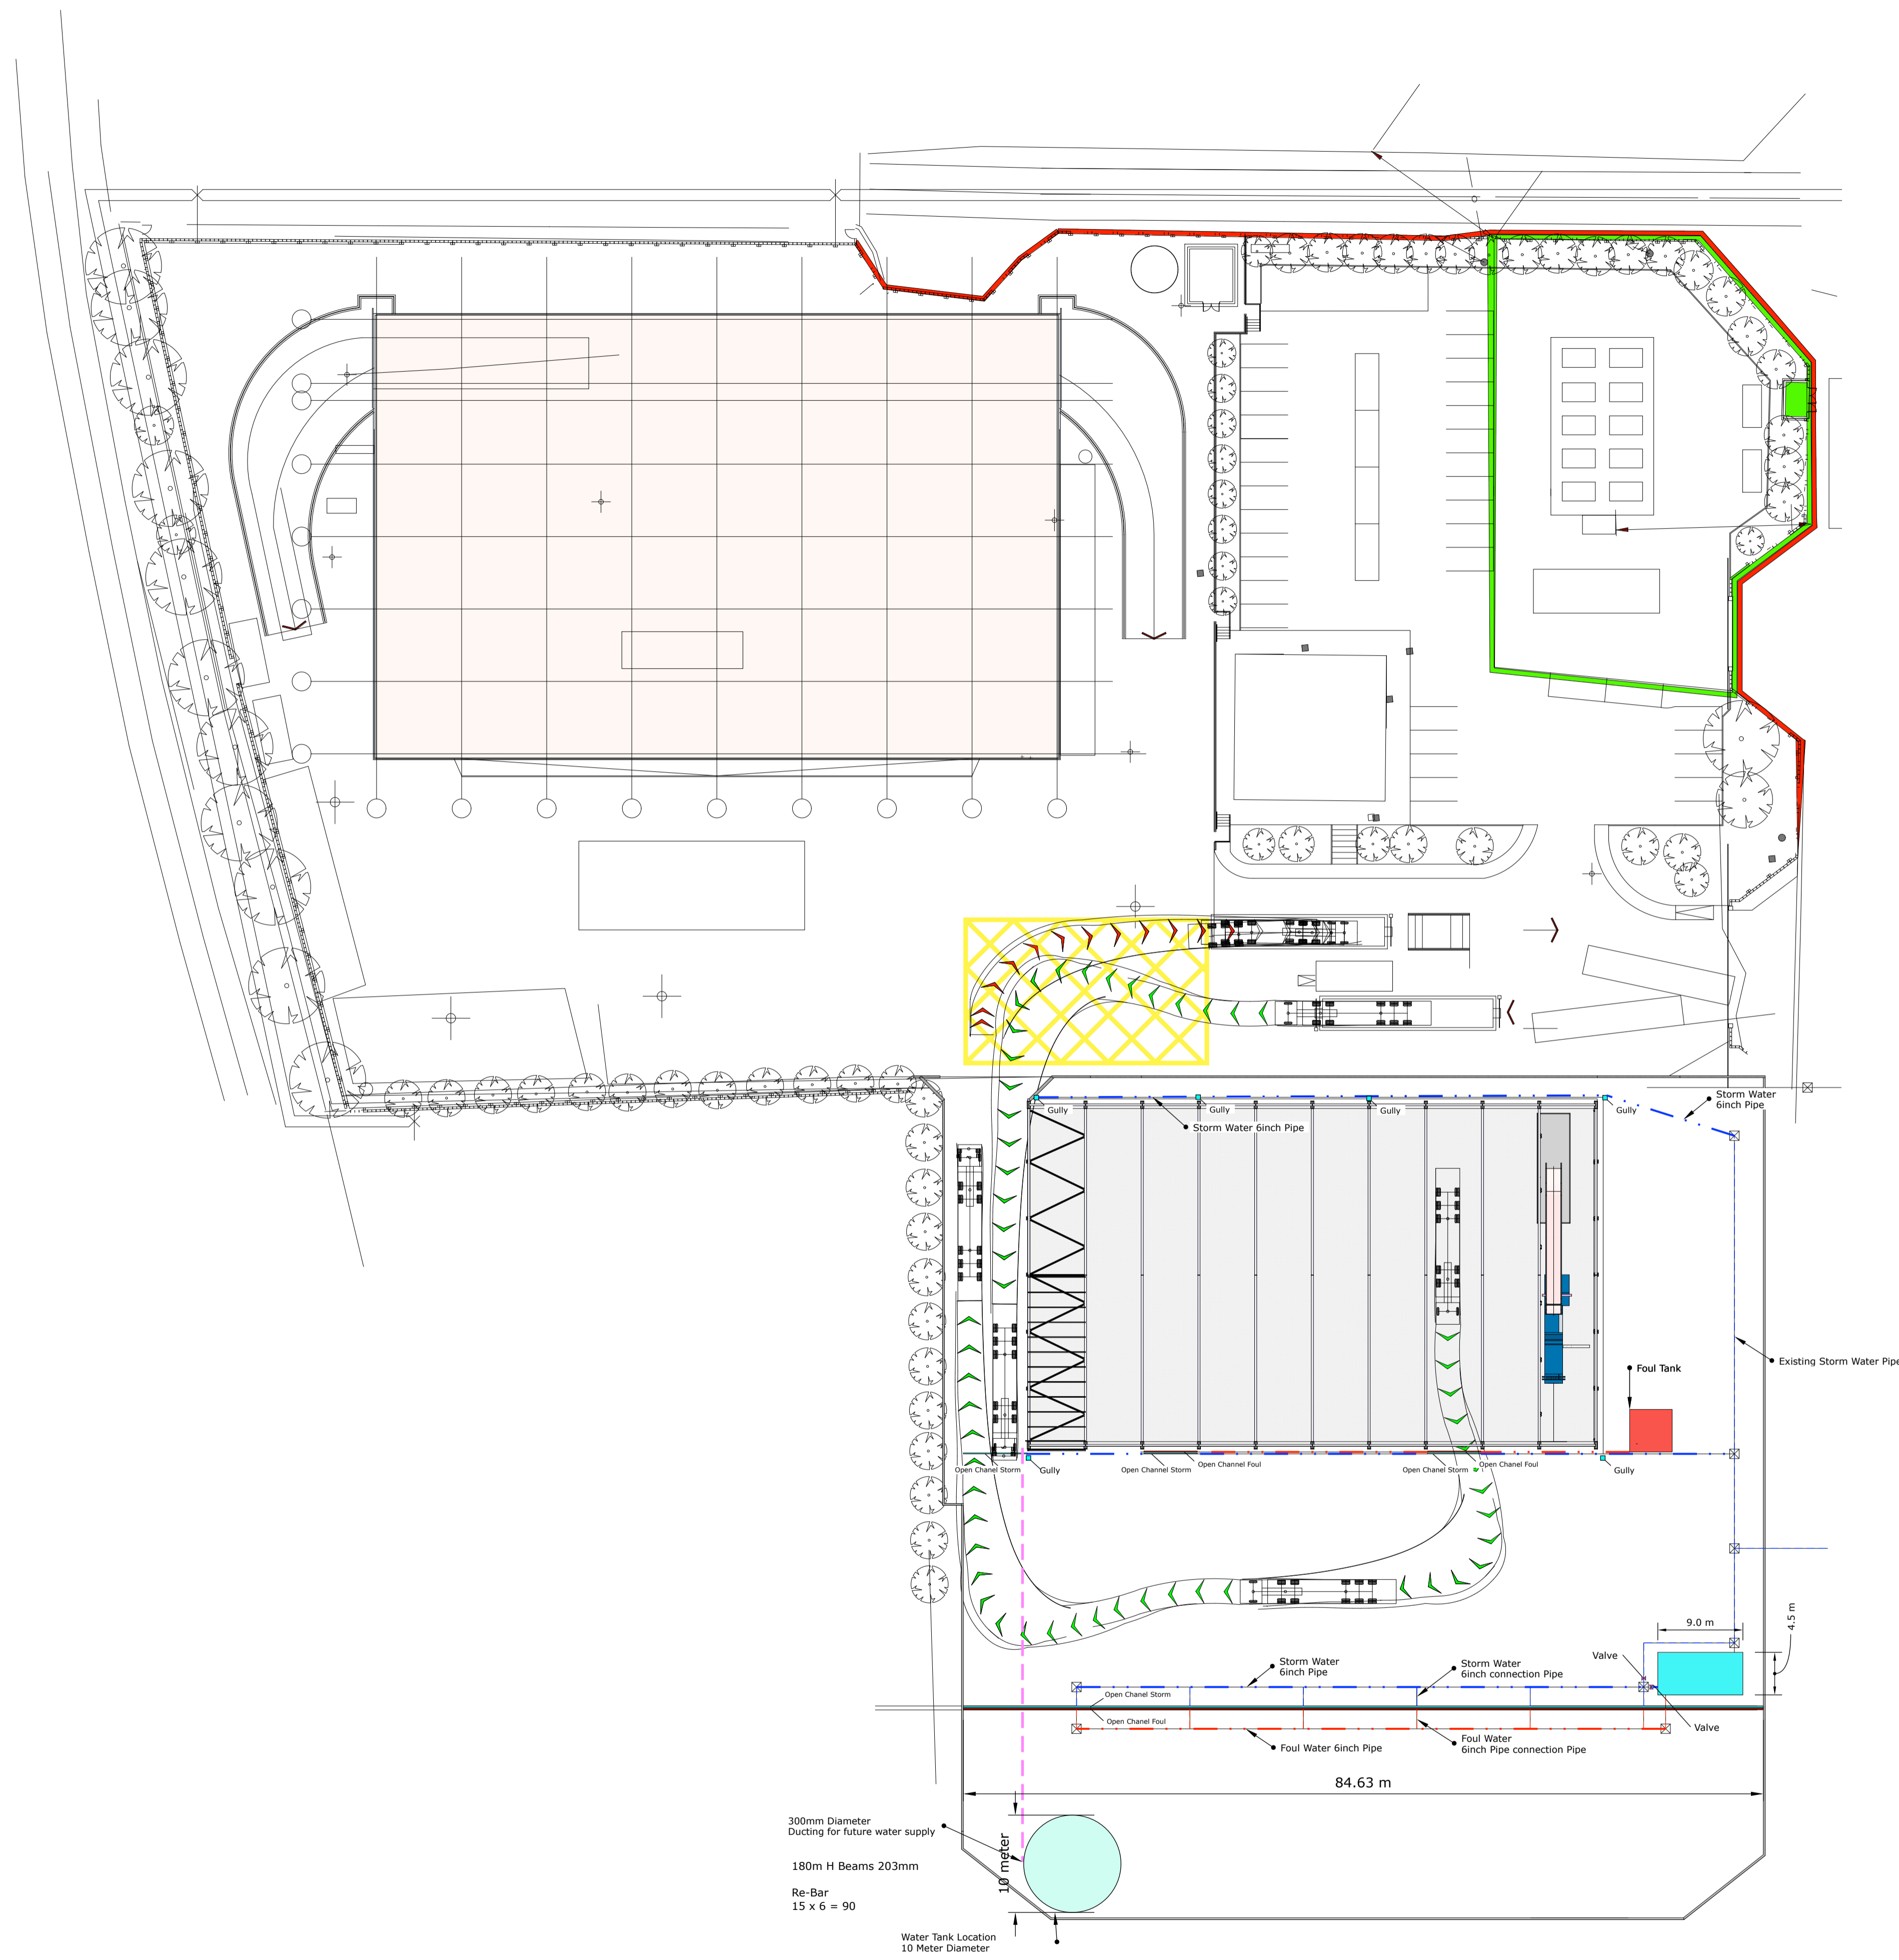 Storm Water
6inch Pipe
Gully
Gully
Gully
Gully
Storm Water 6inch Pipe
Existing Storm Water Pipe
Foul Tank
Open Chanel Storm
Gully
Open Channel Storm
Open Channel Foul
Open Chanel Storm
Open Chanel Foul
Gully
9.0 m
4.5 m
Valve
Storm Water
6inch Pipe
Storm Water
6inch connection Pipe
Open Chanel Storm
Open Chanel Foul
Valve
Foul Water 6inch Pipe
Foul Water
6inch Pipe connection Pipe
84.63 m
300mm Diameter
Ducting for future water supply
10 meter
180m H Beams 203mm
Re-Bar
15 x 6 = 90
Water Tank Location
10 Meter Diameter